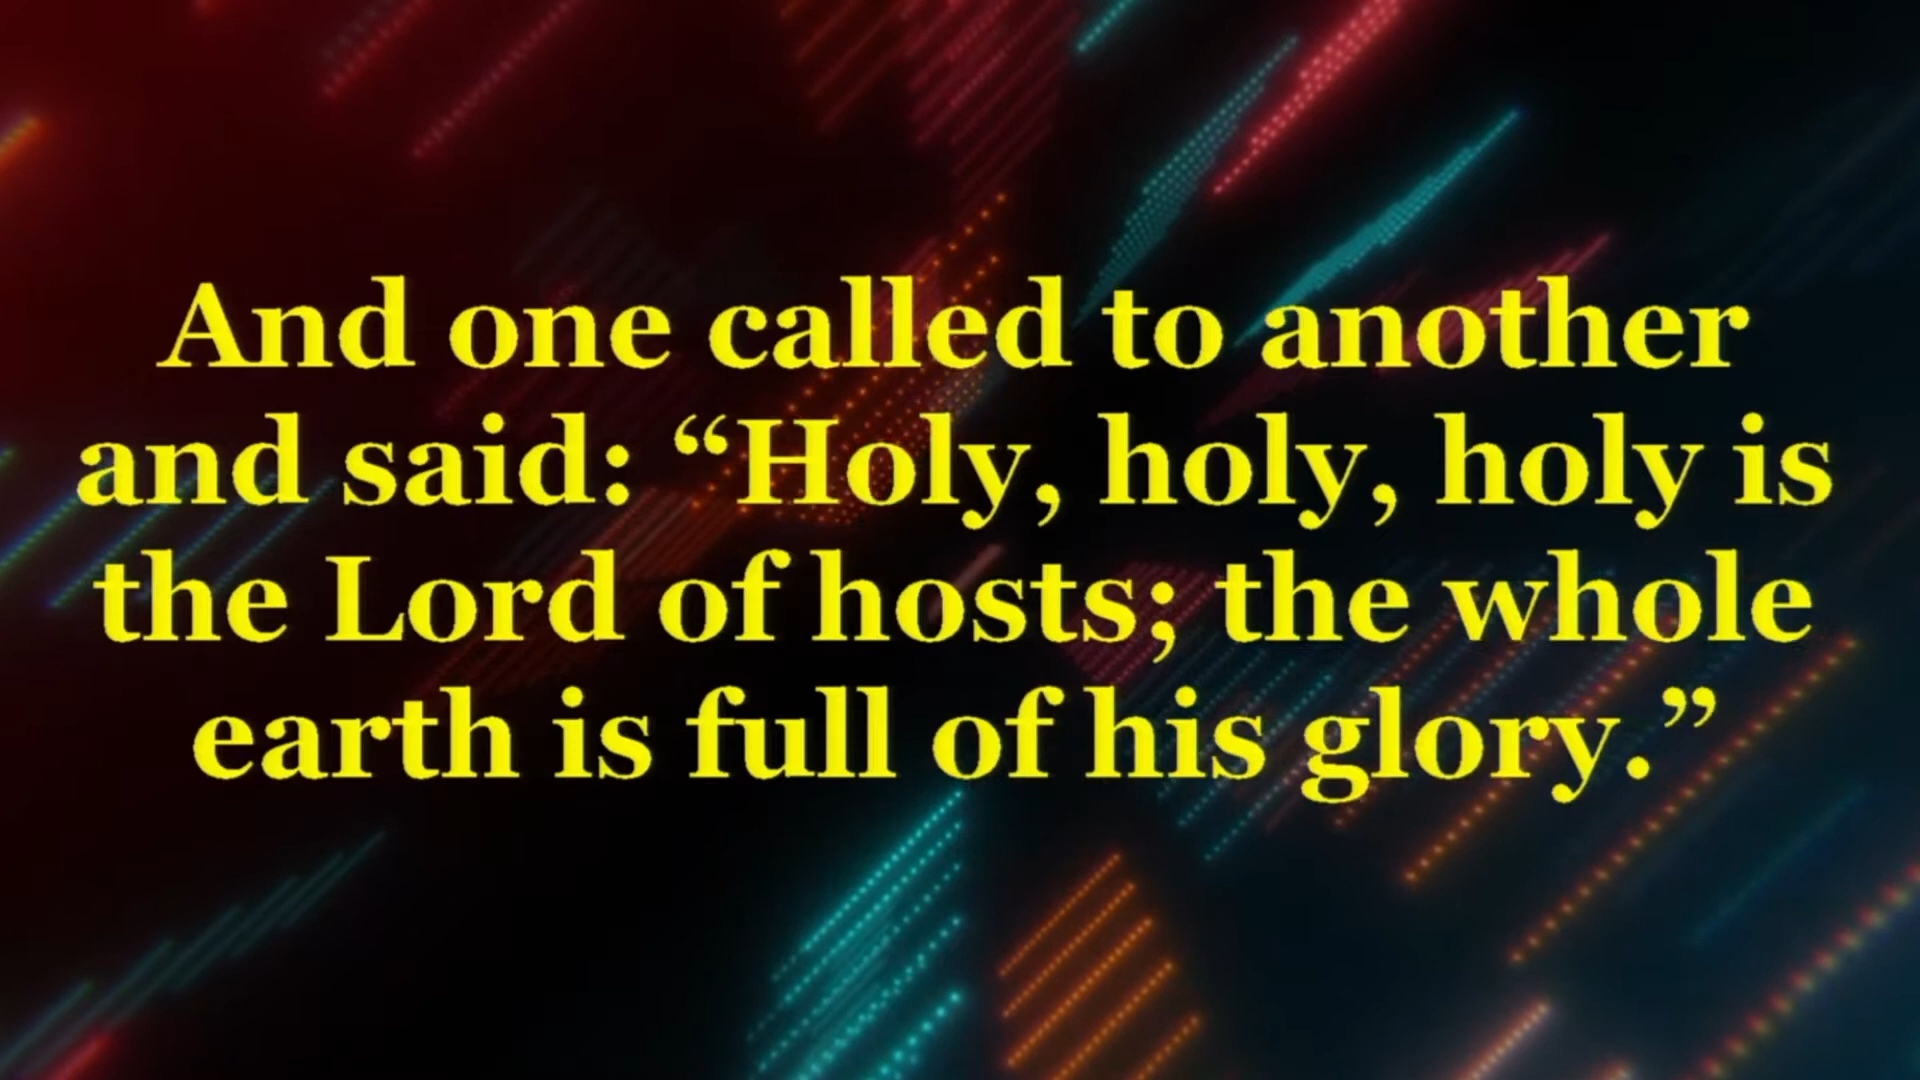 And one called to another
and said: “Holy, holy, holy is
the Lord of hosts; the whole
earth is full of his glory.”